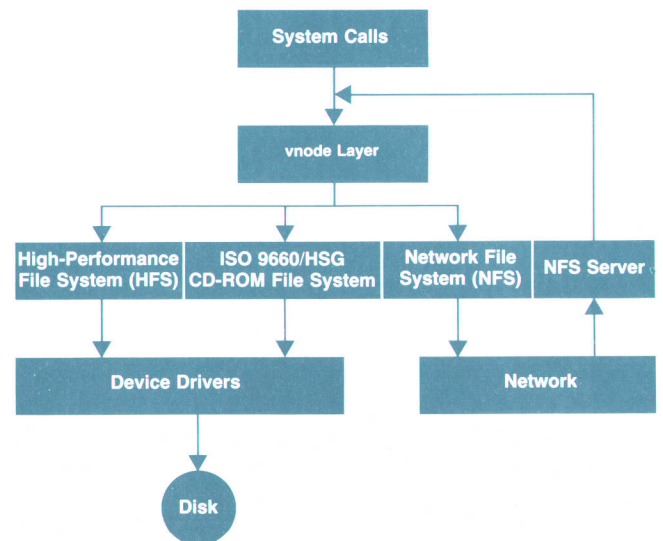 System Calls
vnode Layer
High-Performance
File System (HFS)
ISO 9660/HSG
CD-ROM File System
Network File
System (NFS)
NFS Server
Device Drivers
Network
Disk